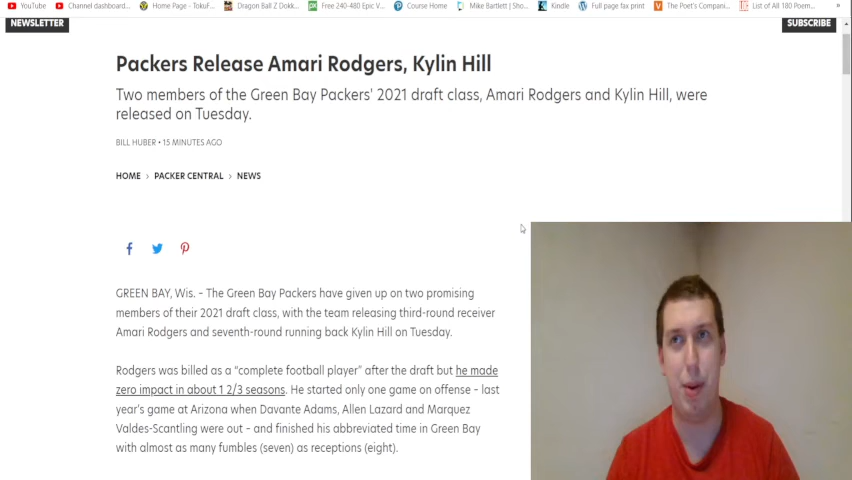 YouTube Channel dashboard... Home Page - TokuF... Dragon Ball Z Dokk... Free 240-480 Epic V... Course Home Mike Bartlett | Sho... Kindle Full page fax print The Poet's Compani... List of All 180 Poem... »
NEWSLETTER SUBSCRIBE
Packers Release Amari Rodgers, Kylin Hill
Two members of the Green Bay Packers' 2021 draft class, Amari Rodgers and Kylin Hill, were
released on Tuesday.
BILL HUBER • 15 MINUTES AGO
HOME > PACKER CENTRAL > NEWS
GREEN BAY, Wis. – The Green Bay Packers have given up on two promising
members of their 2021 draft class, with the team releasing third-round receiver
Amari Rodgers and seventh-round running back Kylin Hill on Tuesday.
Rodgers was billed as a "complete football player" after the draft but he made
zero impact in about 1 2/3 seasons. He started only one game on offense – last
year's game at Arizona when Davante Adams, Allen Lazard and Marquez
Valdes-Scantling were out – and finished his abbreviated time in Green Bay
with almost as many fumbles (seven) as receptions (eight).